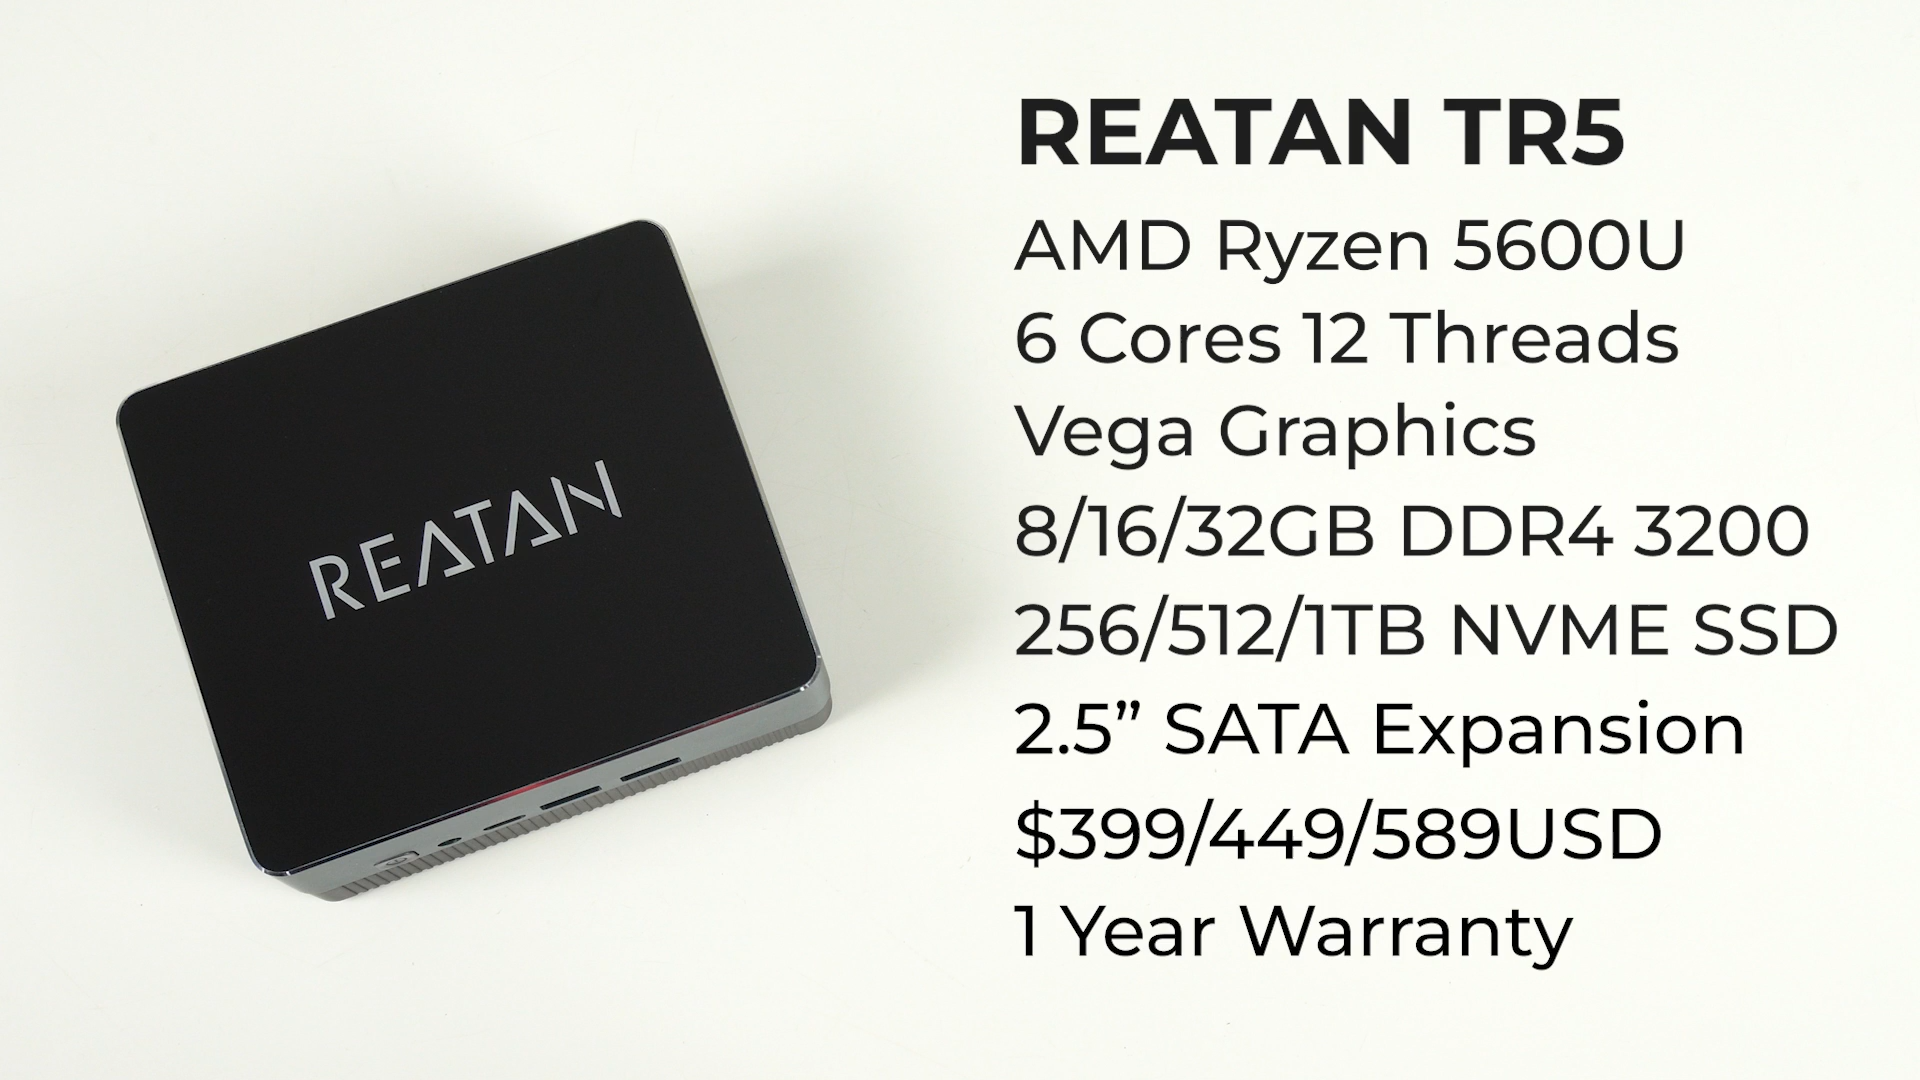 REATAN
REATAN TR5
AMD Ryzen 5600U
6 Cores 12 Threads
Vega Graphics
8/16/32GB DDR4 3200
256/512/1TB NVME SSD
2.5” SATA Expansion
$399/449/589USD
1 Year Warranty